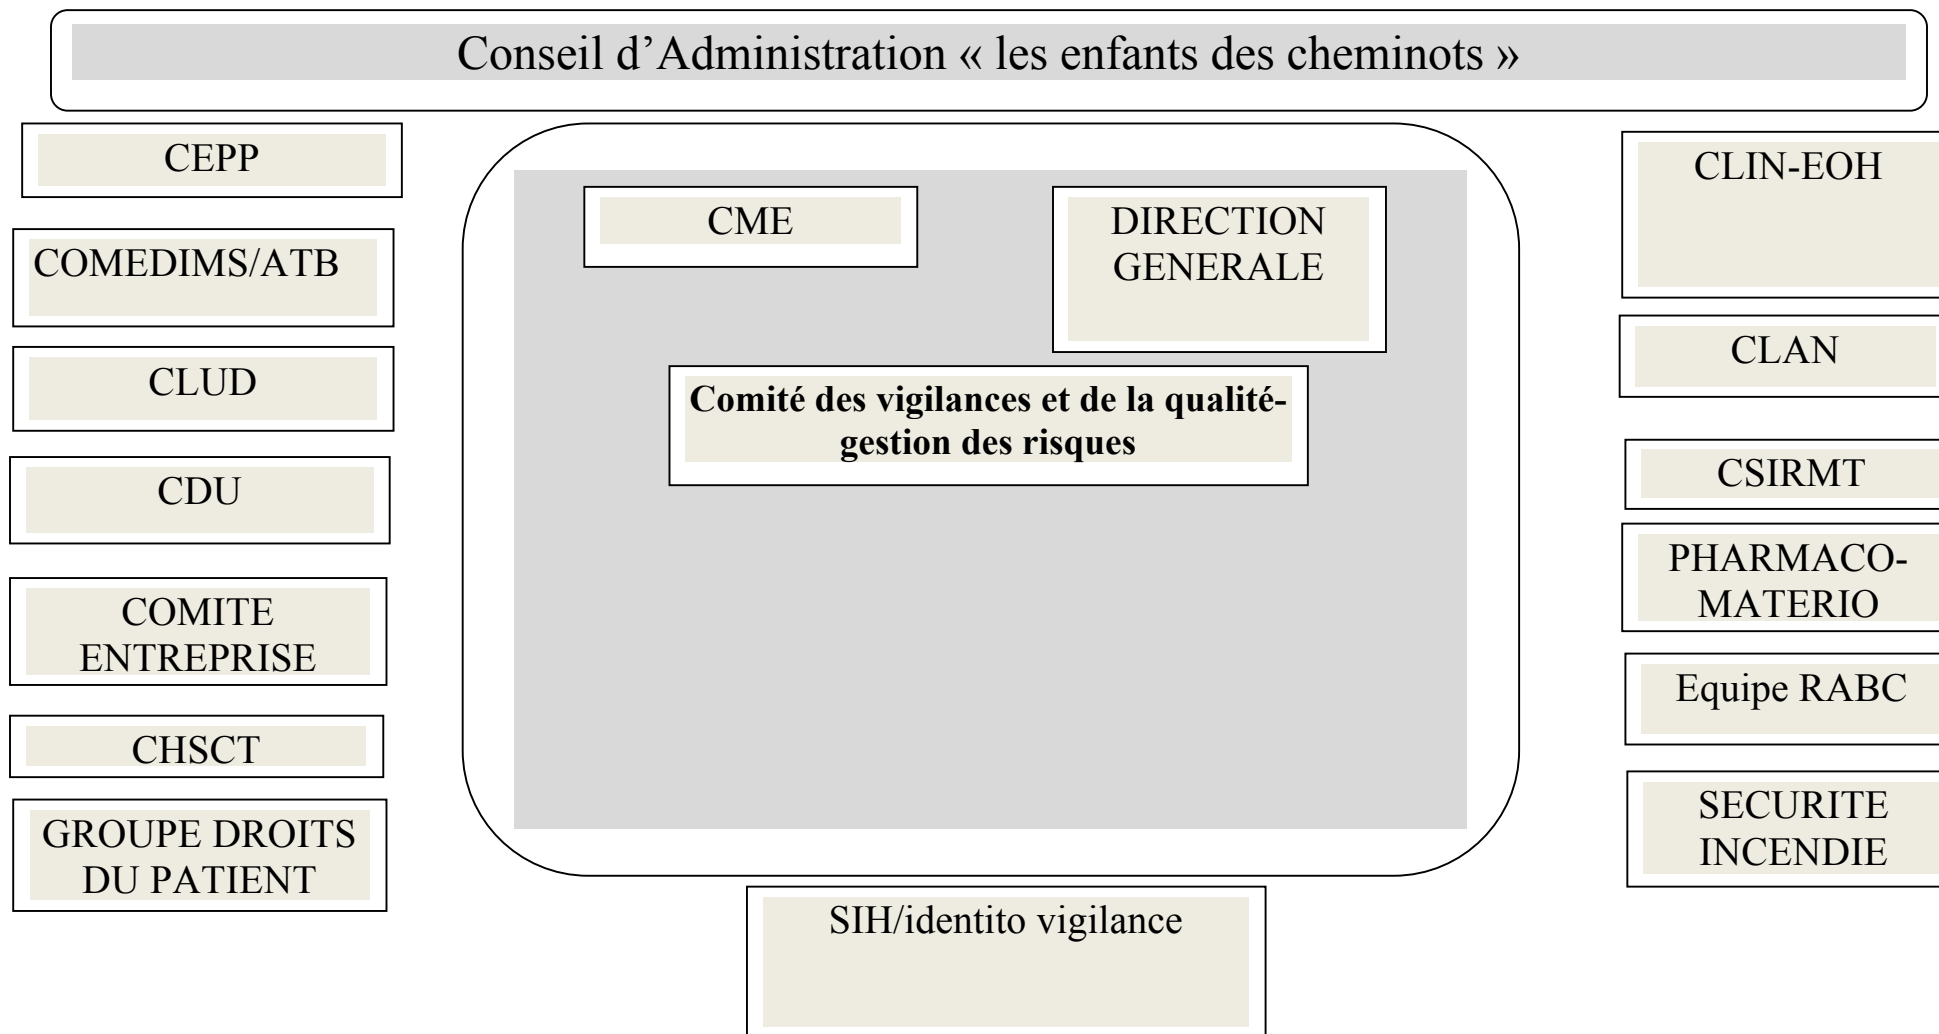 Conseil d’Administration « les enfants des cheminots »
CEPP
COMEDIMS/ATB
CLUD
CDU
COMITE
ENTREPRISE
CHSCT
GROUPE DROITS
DU PATIENT
CME
DIRECTION
GENERALE
Comité des vigilances et de la qualité-
gestion des risques
SIH/identito vigilance
CLIN-EOH
CLAN
CSIRMT
PHARMACO-
MATERIO
Equipe RABC
SECURITE
INCENDIE